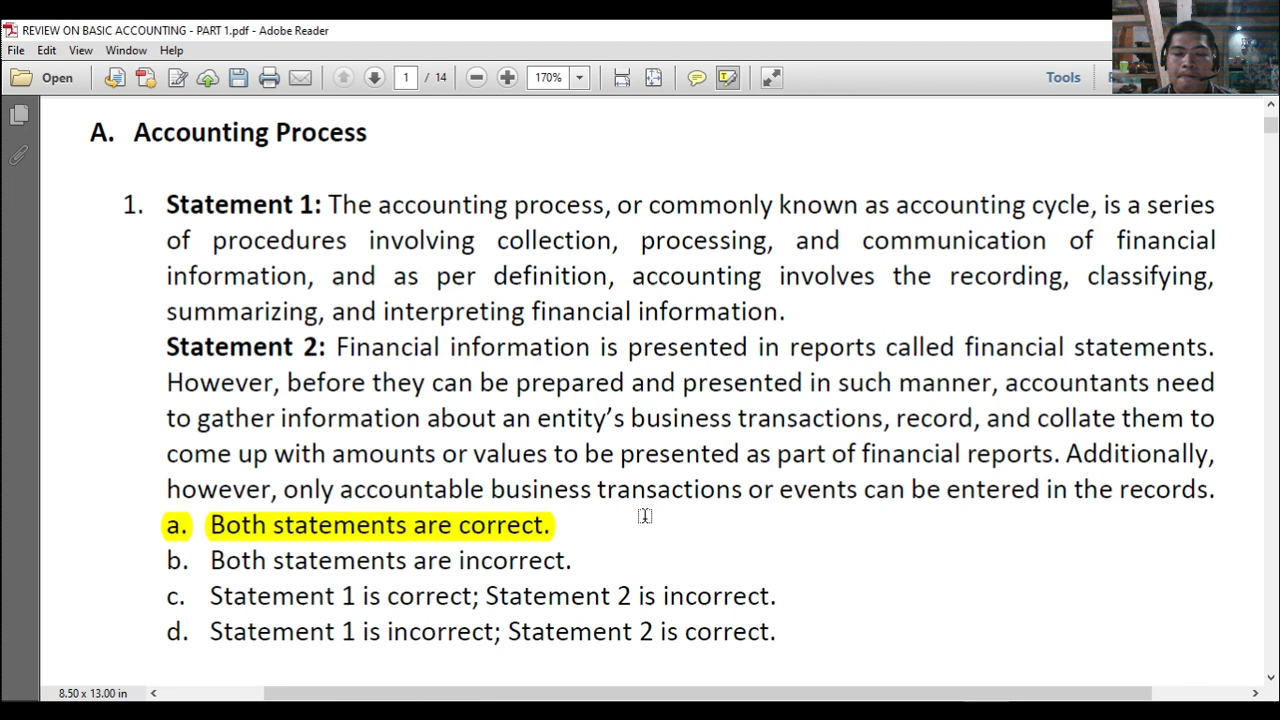 REVIEW ON BASIC ACCOUNTING - PART 1.pdf - Adobe Reader
File Edit View Window Help
Open 1 / 14 170% Tools
A. Accounting Process
1. Statement 1: The accounting process, or commonly known as accounting cycle, is a series
of procedures involving collection, processing, and communication of financial
information, and as per definition, accounting involves the recording, classifying,
summarizing, and interpreting financial information.
Statement 2: Financial information is presented in reports called financial statements.
However, before they can be prepared and presented in such manner, accountants need
to gather information about an entity’s business transactions, record, and collate them to
come up with amounts or values to be presented as part of financial reports. Additionally,
however, only accountable business transactions or events can be entered in the records.
a. Both statements are correct.
b. Both statements are incorrect.
c. Statement 1 is correct; Statement 2 is incorrect.
d. Statement 1 is incorrect; Statement 2 is correct.
8.50 x 13.00 in